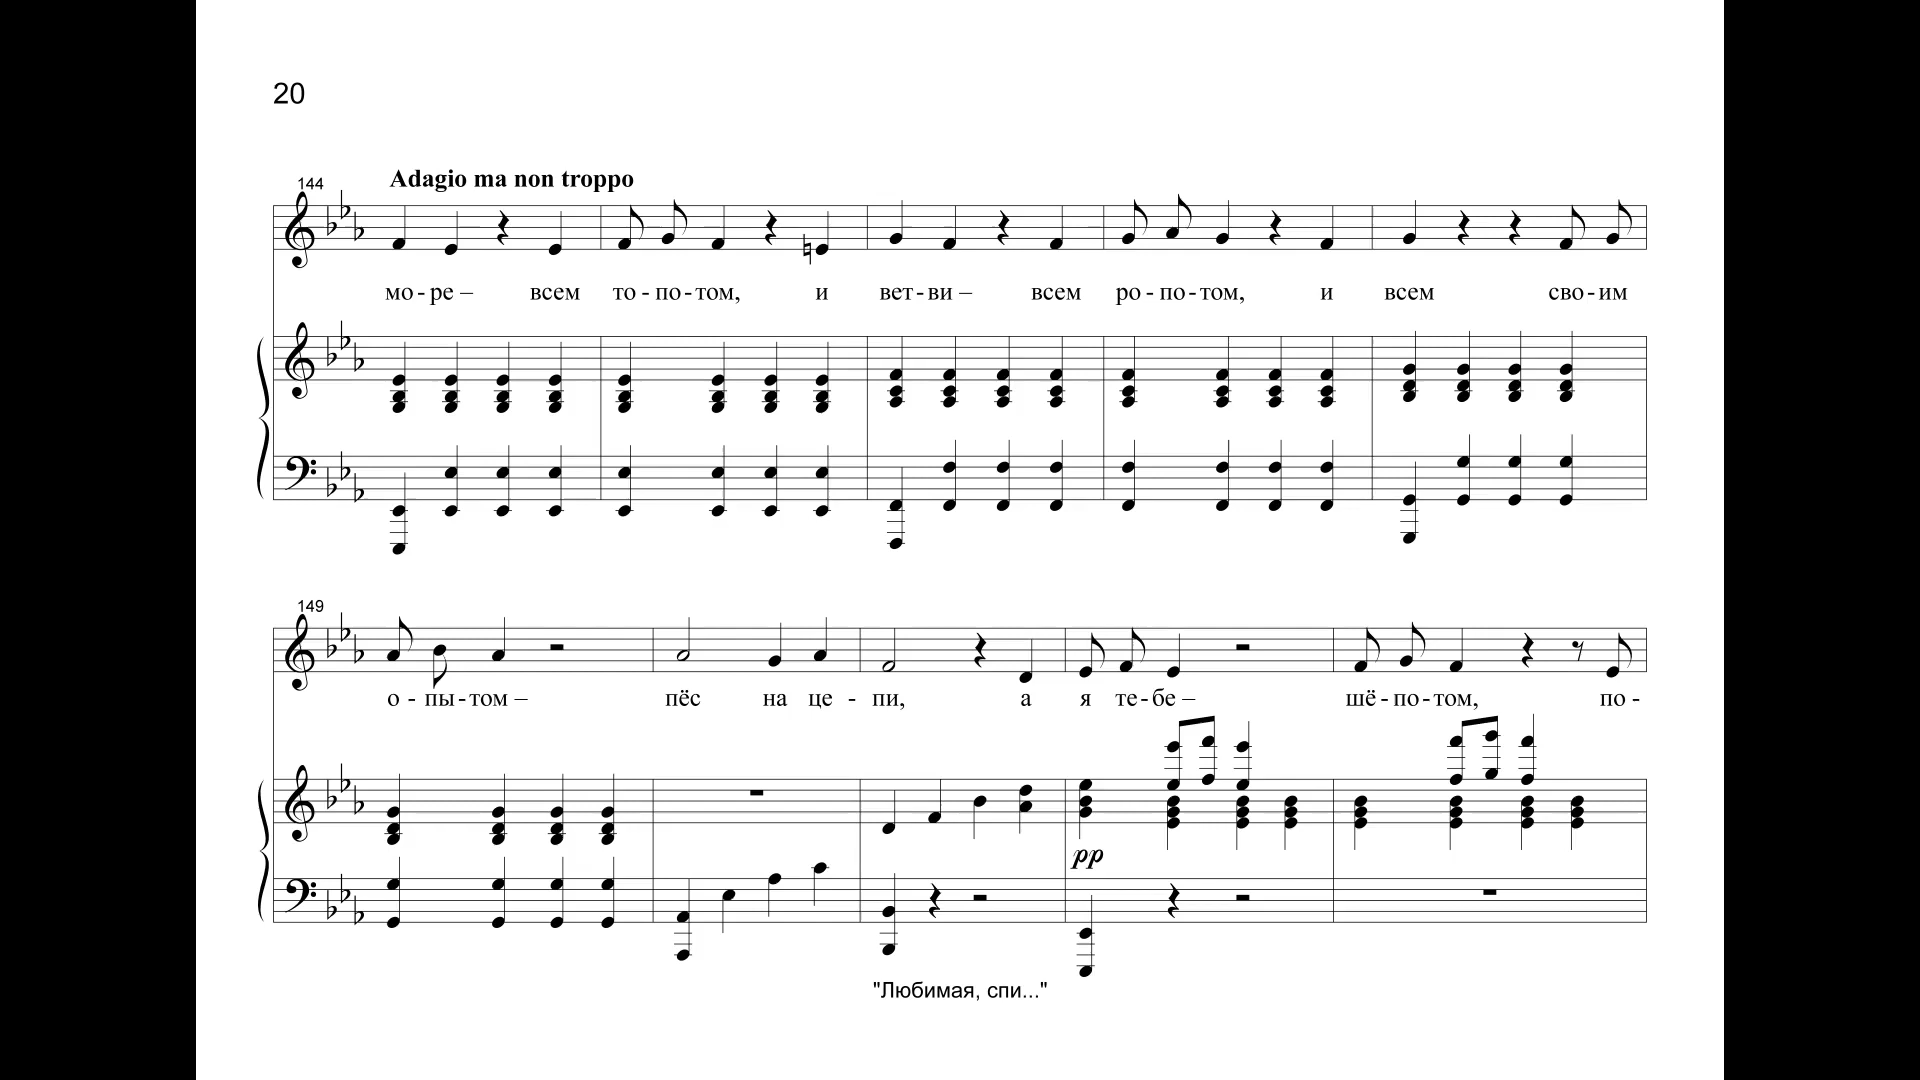 20
144
Adagio ma non troppo
мо - ре – всем то - по - том, и вет - ви – всем ро - по - том, и всем сво - им
149
о - пы - том – пёс на це - пи, а я те - бе – шё - по - том, по -
pp
"Любимая, спи..."